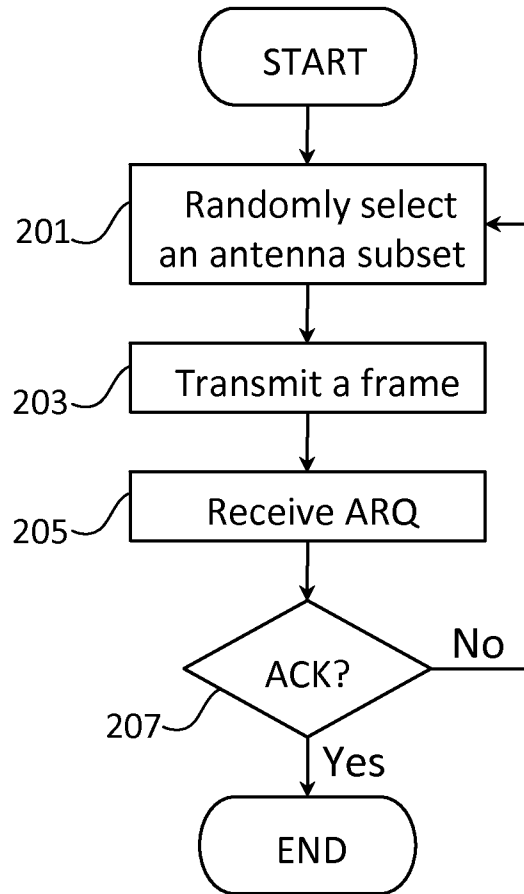 START
201
Randomly select
an antenna subset
203
Transmit a frame
205
Receive ARQ
ACK?
No
207
Yes
END